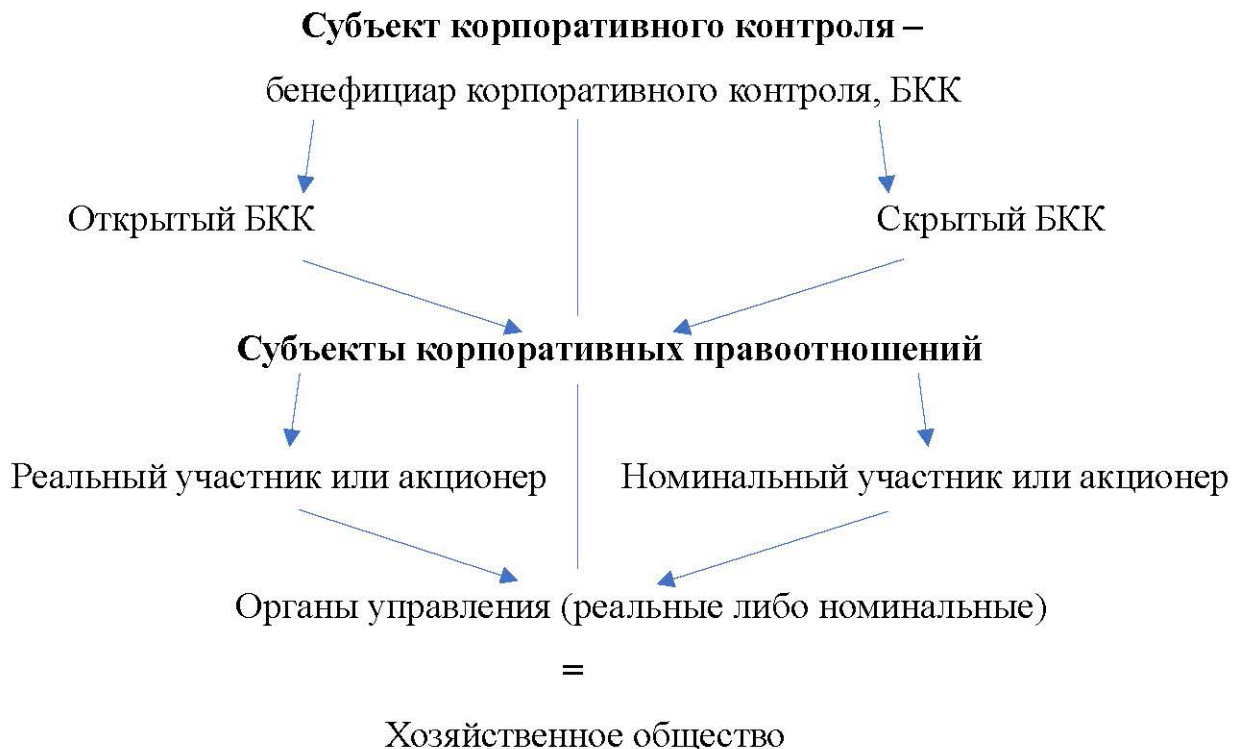 Субъект корпоративного контроля –
бенефициар корпоративного контроля, БКК
Открытый БКК
Скрытый БКК
Субъекты корпоративных правоотношений
Реальный участник или акционер
Номинальный участник или акционер
Органы управления (реальные либо номинальные)
=
Хозяйственное общество